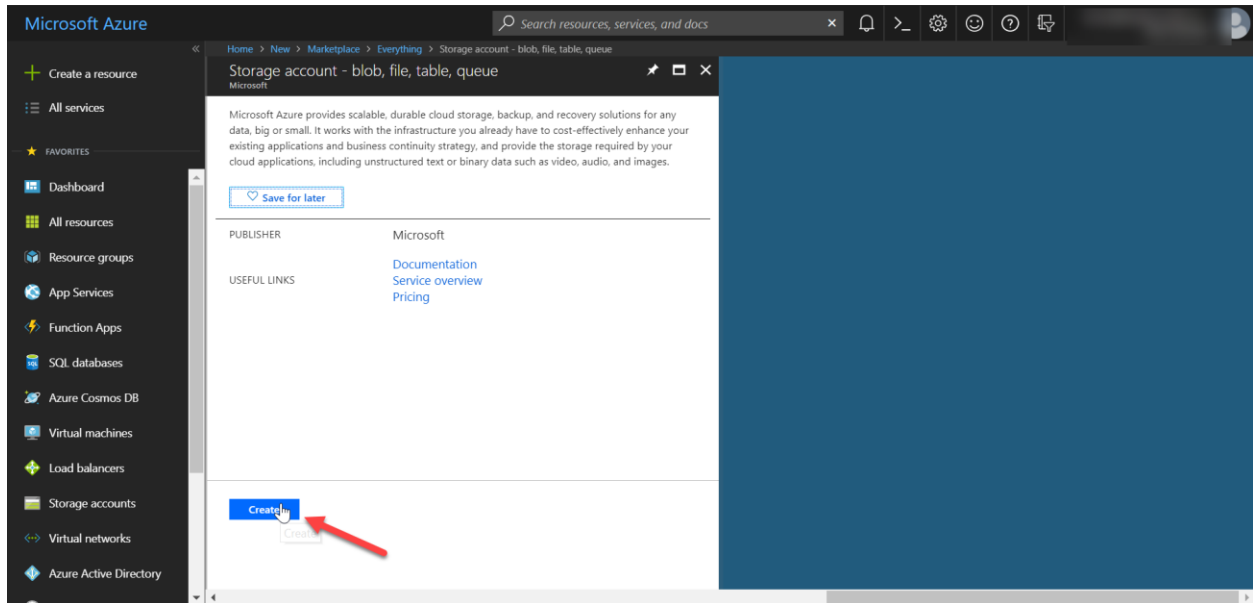 Microsoft Azure
Search resources, services, and docs
Home > New > Marketplace > Everything > Storage account - blob, file, table, queue
Create a resource
All services
FAVORITES
Dashboard
All resources
Resource groups
App Services
Function Apps
SQL databases
Azure Cosmos DB
Virtual machines
Load balancers
Storage accounts
Virtual networks
Azure Active Directory
Storage account - blob, file, table, queue
Microsoft
Microsoft Azure provides scalable, durable cloud storage, backup, and recovery solutions for any
data, big or small. It works with the infrastructure you already have to cost-effectively enhance your
existing applications and business continuity strategy, and provide the storage required by your
cloud applications, including unstructured text or binary data such as video, audio, and images.
Save for later
PUBLISHER Microsoft
USEFUL LINKS
Documentation
Service overview
Pricing
Create
Create